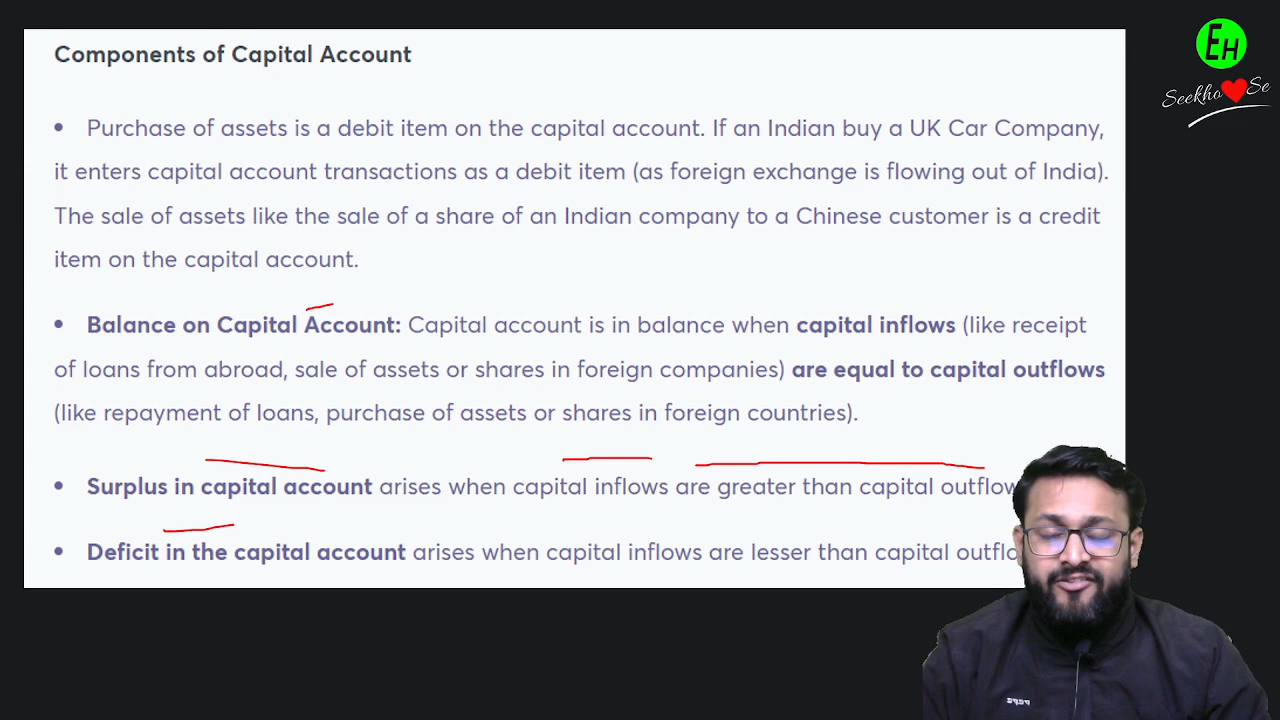 Components of Capital Account
EH
Seekho Se
• Purchase of assets is a debit item on the capital account. If an Indian buy a UK Car Company,
it enters capital account transactions as a debit item (as foreign exchange is flowing out of India).
The sale of assets like the sale of a share of an Indian company to a Chinese customer is a credit
item on the capital account.
• Balance on Capital Account: Capital account is in balance when capital inflows (like receipt
of loans from abroad, sale of assets or shares in foreign companies) are equal to capital outflows
(like repayment of loans, purchase of assets or shares in foreign countries).
• Surplus in capital account arises when capital inflows are greater than capital outflow
• Deficit in the capital account arises when capital inflows are lesser than capital outflo